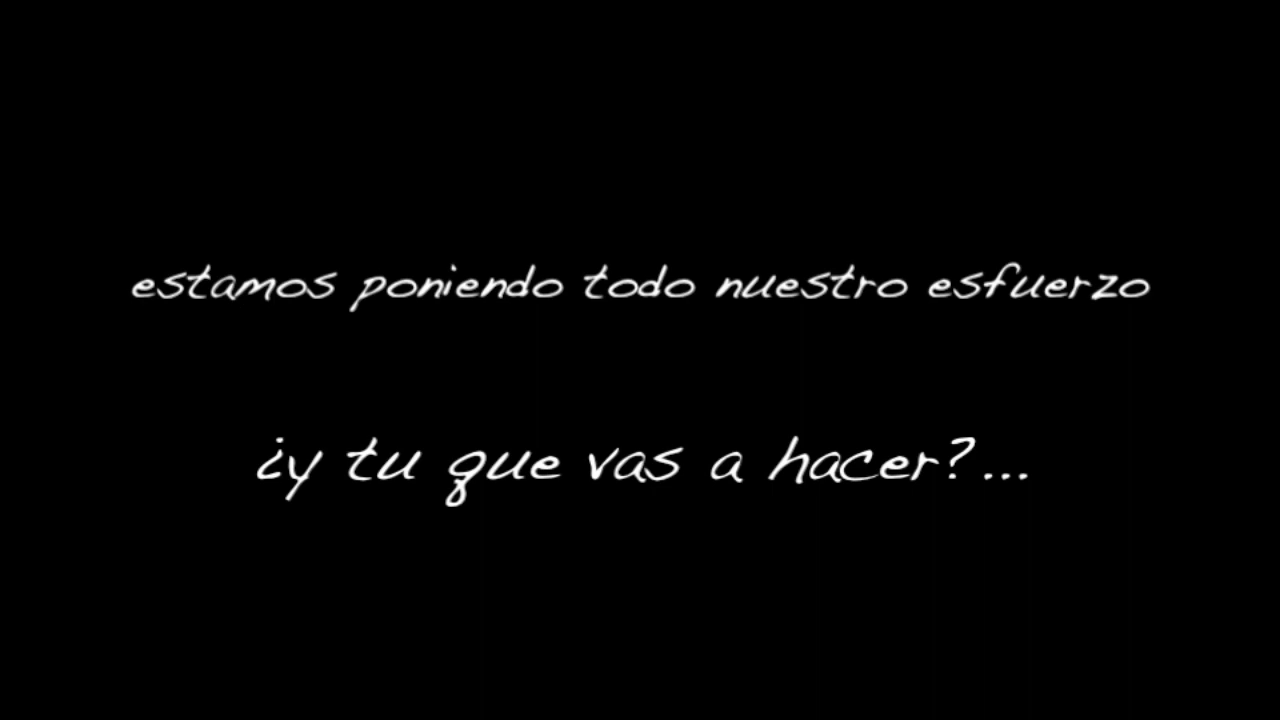 estamos poniendo todo nuestro esfuerzo
¿y tu que vas a hacer?...